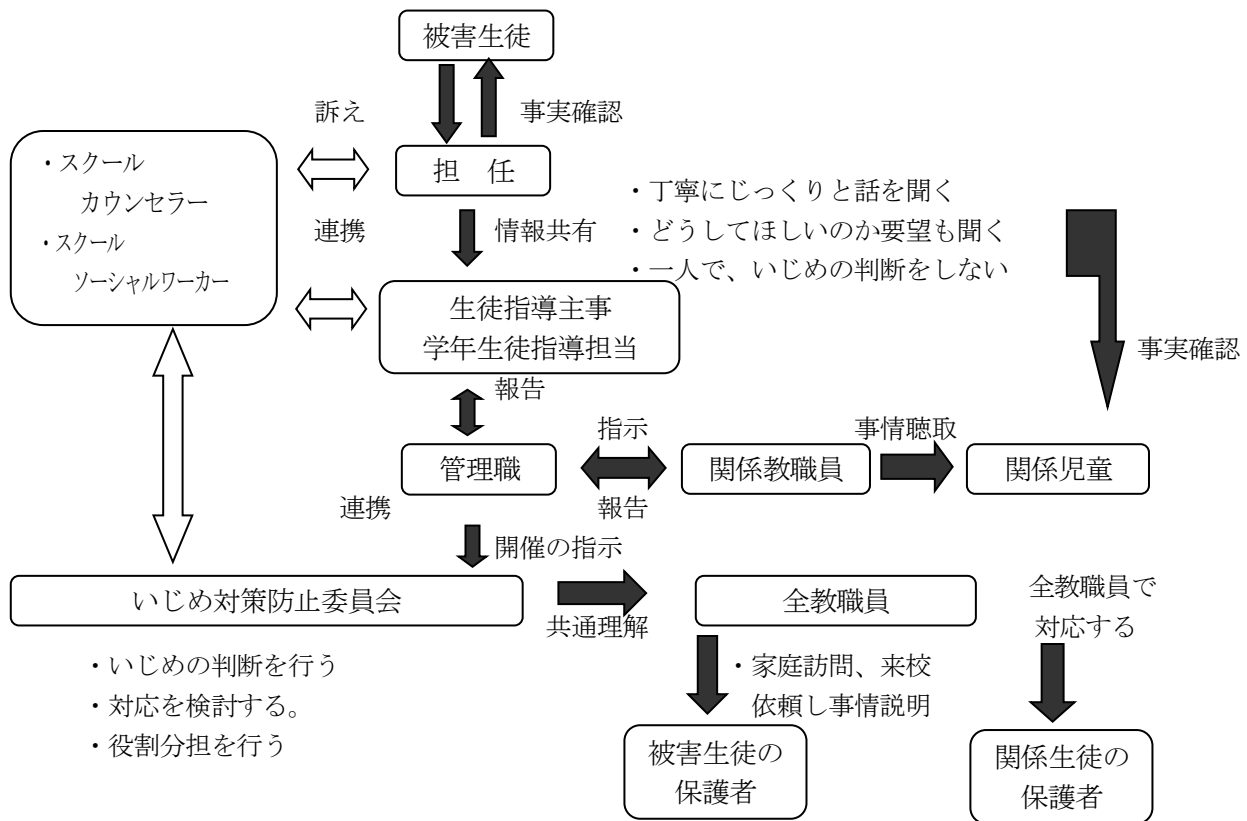 被害生徒
訴え
事実確認
・スクール
カウンセラー
・スクール
ソーシャルワーカー
担　任
連携
情報共有
・丁寧にじっくりと話を聞く
・どうしてほしいのか要望も聞く
・一人で、いじめの判断をしない
生徒指導主事
学年生徒指導担当
事実確認
報告
指示
事情聴取
管理職
関係教職員
関係児童
連携
報告
開催の指示
いじめ対策防止委員会
共通理解
全教職員
全教職員で
対応する
・いじめの判断を行う
・対応を検討する。
・役割分担を行う
・家庭訪問、来校
依頼し事情説明
被害生徒の
保護者
関係生徒の
保護者